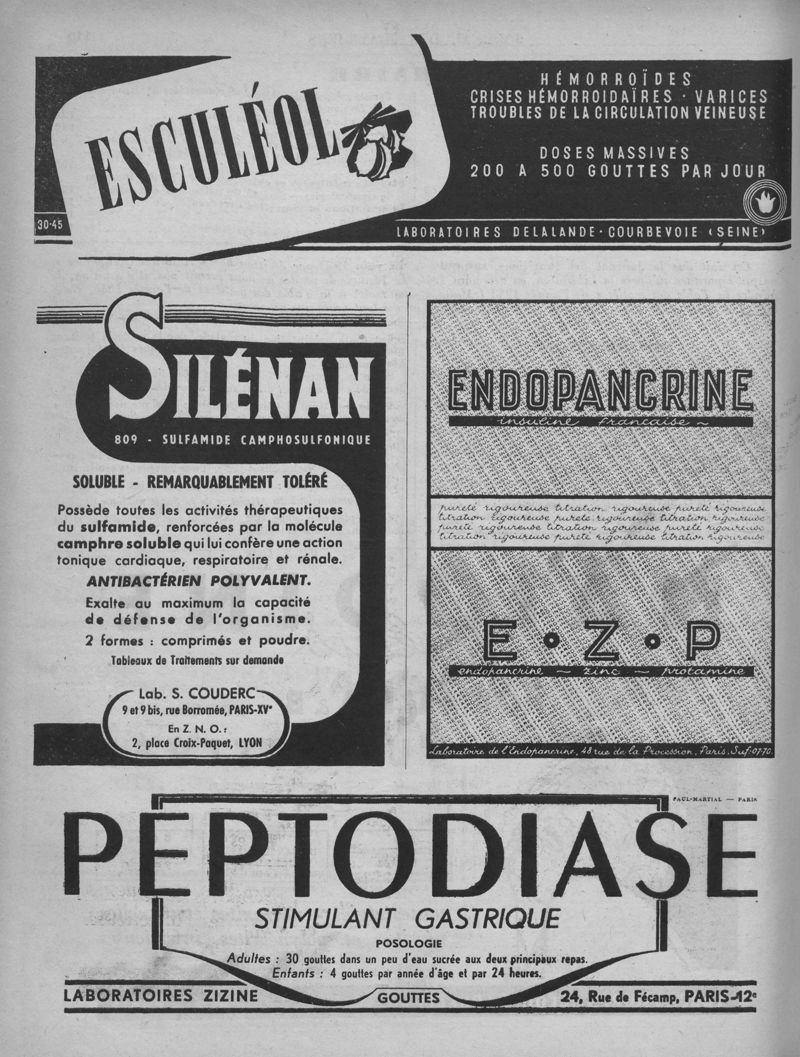 ESCULÉOL
HÉMORROÏDES
CRISES HÉMORROIDAÏRES · VARICES
TROUBLES DE LA CIRCULATION VEINEUSE
DOSES MASSIVES
200 A 500 GOUTTES PAR JOUR
30-45
LABORATOIRES DELALANDE · COURBEVOIE (SEINE)
SILÉNAN
809 - SULFAMIDE CAMPHOSULFONIQUE
SOLUBLE - REMARQUABLEMENT TOLÉRÉ
Possède toutes les activités thérapeutiques
du sulfamide, renforcées par la molécule
camphre soluble qui lui confère une action
tonique cardiaque, respiratoire et rénale.
ANTIBACTÉRIEN POLYVALENT.
Exalte au maximum la capacité
de défense de l'organisme.
2 formes : comprimés et poudre.
Tableaux de Traitements sur demande
Lab. S. COUDERC
9 et 9 bis, rue Borromée, PARIS-XVe
En Z. N. O. :
2, place Croix-Paquet, LYON
ENDOPANCRINE
insuline française ~
pureté rigoureuse titration rigoureuse pureté rigoureuse
titration rigoureuse pureté rigoureuse titration rigoureuse
pureté rigoureuse titration rigoureuse pureté rigoureuse
titration rigoureuse pureté rigoureuse titration rigoureuse
E · Z · P
endopancrine ~ zinc ~ protamine
Laboratoire de l'Endopancrine, 48 rue de la Procession, Paris. Suf: 07-70.
PAUL-MARTIAL — PARIS
PEPTODIASE
STIMULANT GASTRIQUE
POSOLOGIE
Adultes : 30 gouttes dans un peu d'eau sucrée aux deux principaux repas.
Enfants : 4 gouttes par année d'âge et par 24 heures.
LABORATOIRES ZIZINE
GOUTTES
24, Rue de Fécamp, PARIS-12e